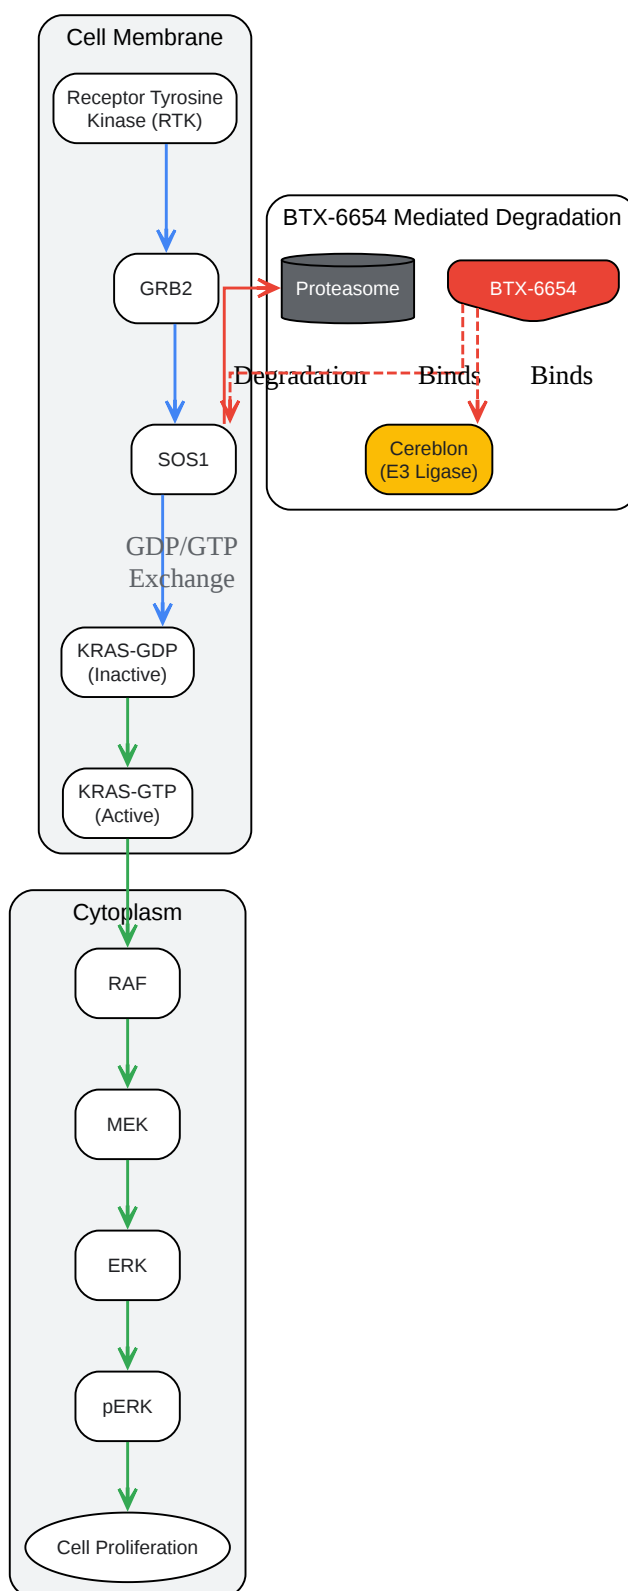 Cell Membrane
Receptor Tyrosine
Kinase (RTK)
BTX-6654 Mediated Degradation
GRB2
Proteasome
BTX-6654
Degradation
Binds
Binds
SOS1
Cereblon
(E3 Ligase)
GDP/GTP
Exchange
KRAS-GDP
(Inactive)
KRAS-GTP
(Active)
Cytoplasm
RAF
MEK
ERK
pERK
Cell Proliferation